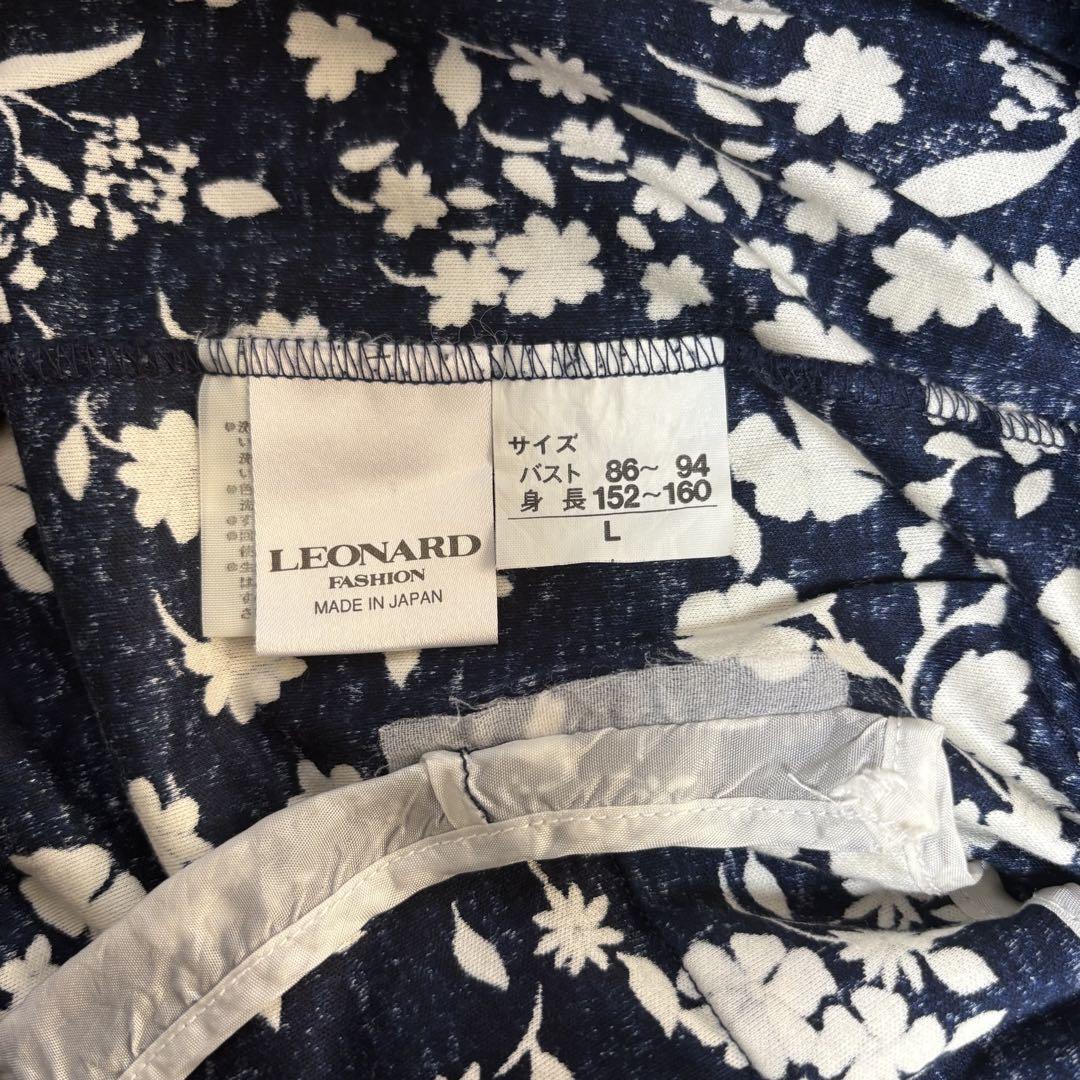 LEONARD
FASHION
MADE IN JAPAN
サイズ
バスト 86～ 94
身 長 152～160
L